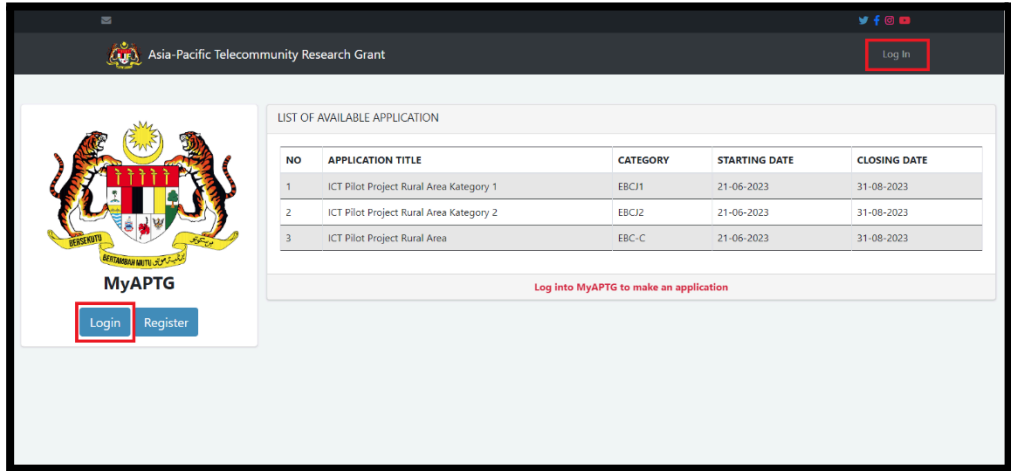 Asia-Pacific Telecommunity Research Grant
Log In
LIST OF AVAILABLE APPLICATION
NO APPLICATION TITLE CATEGORY STARTING DATE CLOSING DATE
1 ICT Pilot Project Rural Area Kategory 1 EBCJ1 21-06-2023 31-08-2023
2 ICT Pilot Project Rural Area Kategory 2 EBCJ2 21-06-2023 31-08-2023
3 ICT Pilot Project Rural Area EBC-C 21-06-2023 31-08-2023
Log into MyAPTG to make an application
BERSEKUTU
BERTAMBAH MUTU
MyAPTG
Login Register